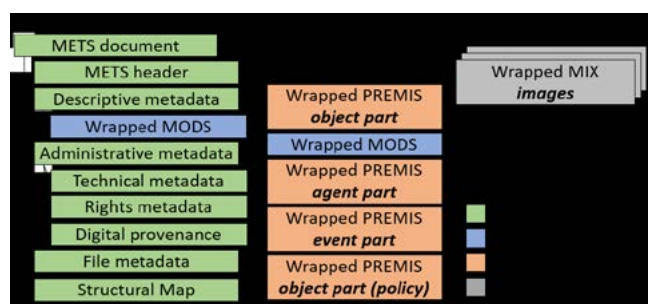 METS document
METS header
Descriptive metadata
Wrapped MODS
Administrative metadata
Technical metadata
Rights metadata
Digital provenance
File metadata
Structural Map
Wrapped PREMIS
object part
Wrapped MODS
Wrapped PREMIS
agent part
Wrapped PREMIS
event part
Wrapped PREMIS
object part (policy)
Wrapped MIX
images